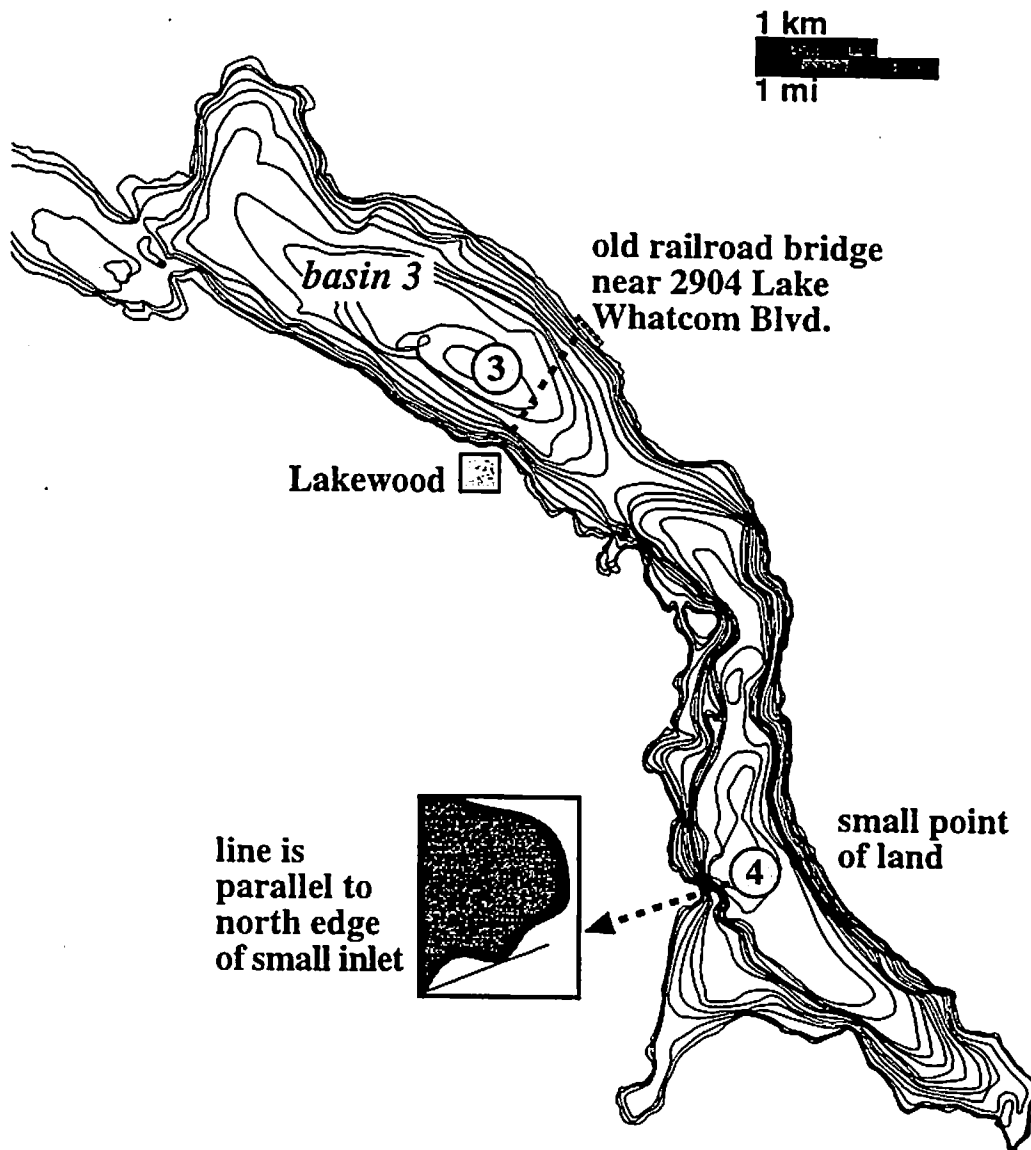 1 km
1 mi
old railroad bridge
near 2904 Lake
Whatcom Blvd.
basin 3
3
Lakewood
small point
of land
4
line is
parallel to
north edge
of small inlet